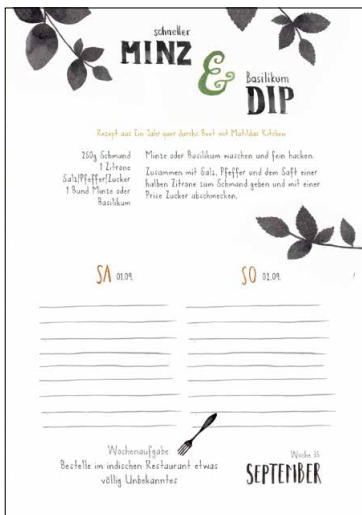 schneller
MINZ
&
Basilikum
DIP
Rezept aus Ein Jahr quer durchs Beet mit Matildas Kitchen
250g Schmand
1 Zitrone
Salz/Pfeffer/Zucker
1 Bund Minze oder
Basilikum
Minze oder Basilikum waschen und fein hacken.
Zusammen mit Salz, Pfeffer und dem Saft einer
halben Zitrone zum Schmand geben und mit einer
Prise Zucker abschmecken.
SA 01.09.
SO 02.09.
Wochenaufgabe:
Bestelle im indischen Restaurant etwas
völlig Unbekanntes
Woche 35
SEPTEMBER